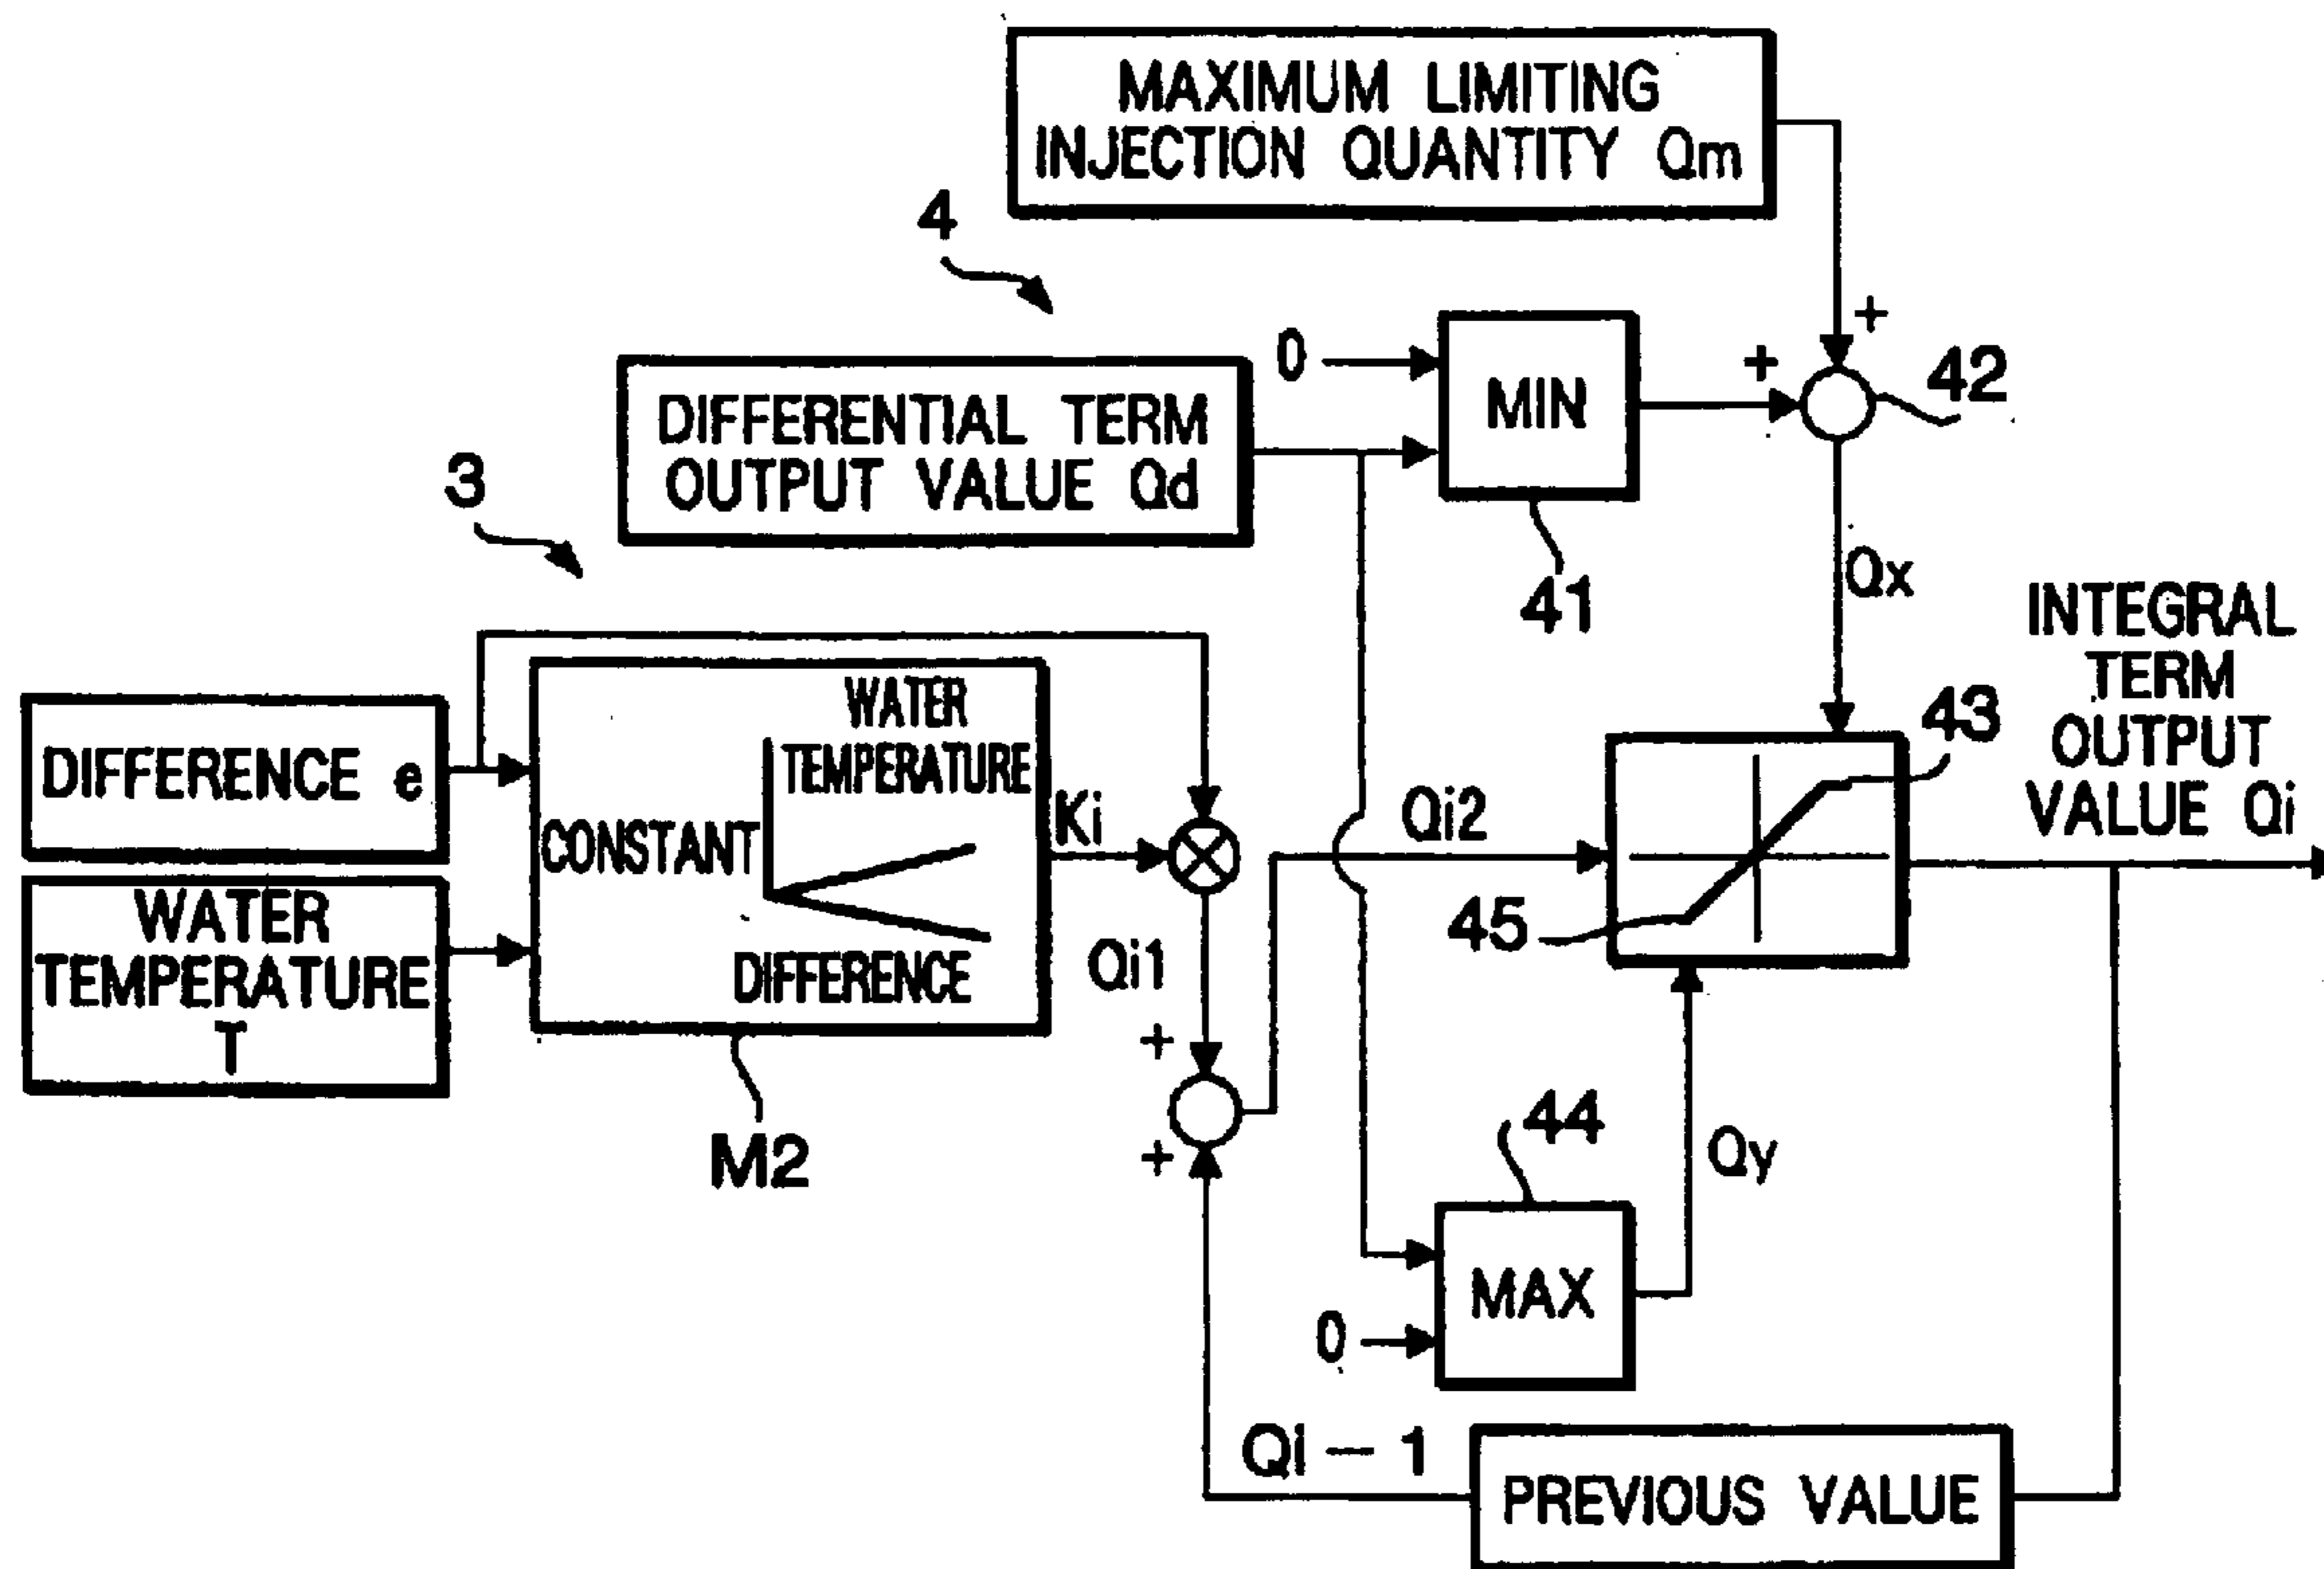 MAXIMUM LIMITING
INJECTION QUANTITY Qm
4
+
0
MIN
+
42
DIFFERENTIAL TERM
OUTPUT VALUE Qd
3
41
Qx
INTEGRAL
TERM
OUTPUT
VALUE Qi
DIFFERENCE e
WATER
TEMPERATURE
CONSTANT
DIFFERENCE
Ki
43
Qi2
45
WATER
TEMPERATURE
T
Qi1
+
+
M2
44
Qy
MAX
0
Qi – 1
PREVIOUS VALUE